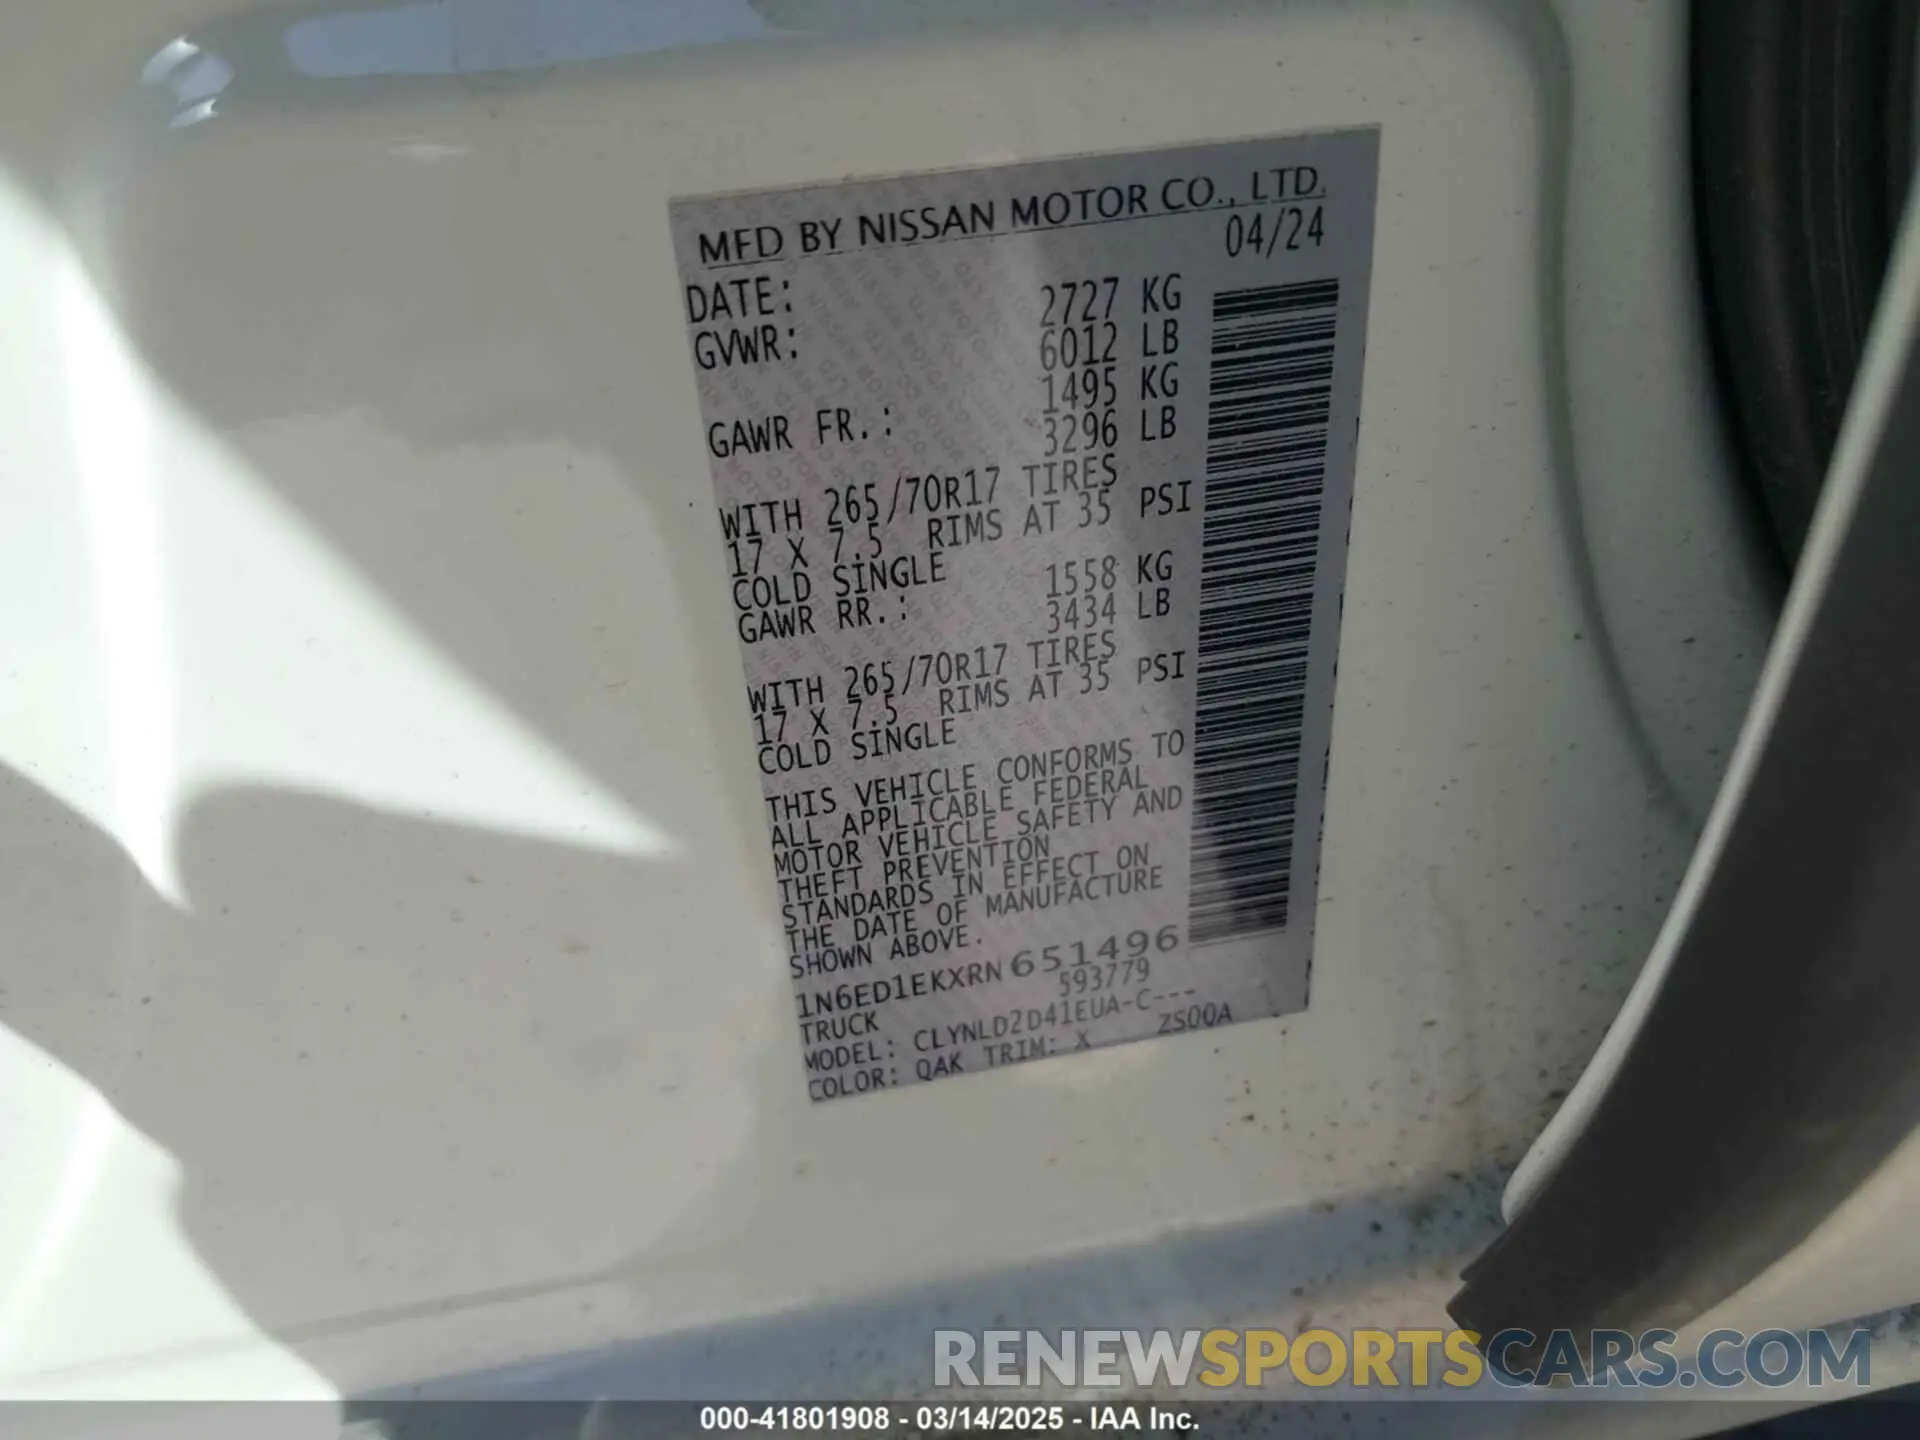 MFD BY NISSAN MOTOR CO., LTD.
DATE: 04/24
GVWR: 2727 KG
6012 LB
GAWR FR.: 1495 KG
3296 LB
WITH 265/70R17 TIRES
17 X 7.5 RIMS AT 35 PSI
COLD SINGLE
GAWR RR.: 1558 KG
3434 LB
WITH 265/70R17 TIRES
17 X 7.5 RIMS AT 35 PSI
COLD SINGLE
THIS VEHICLE CONFORMS TO
ALL APPLICABLE FEDERAL
MOTOR VEHICLE SAFETY AND
THEFT PREVENTION
STANDARDS IN EFFECT ON
THE DATE OF MANUFACTURE
SHOWN ABOVE.
1N6ED1EKXRN651496
TRUCK 593779
MODEL: CLYNLD2D41EUA-C---
COLOR: QAK TRIM: X ZS00A
RENEWSPORTSCARS.COM
000-41801908 - 03/14/2025 - IAA Inc.